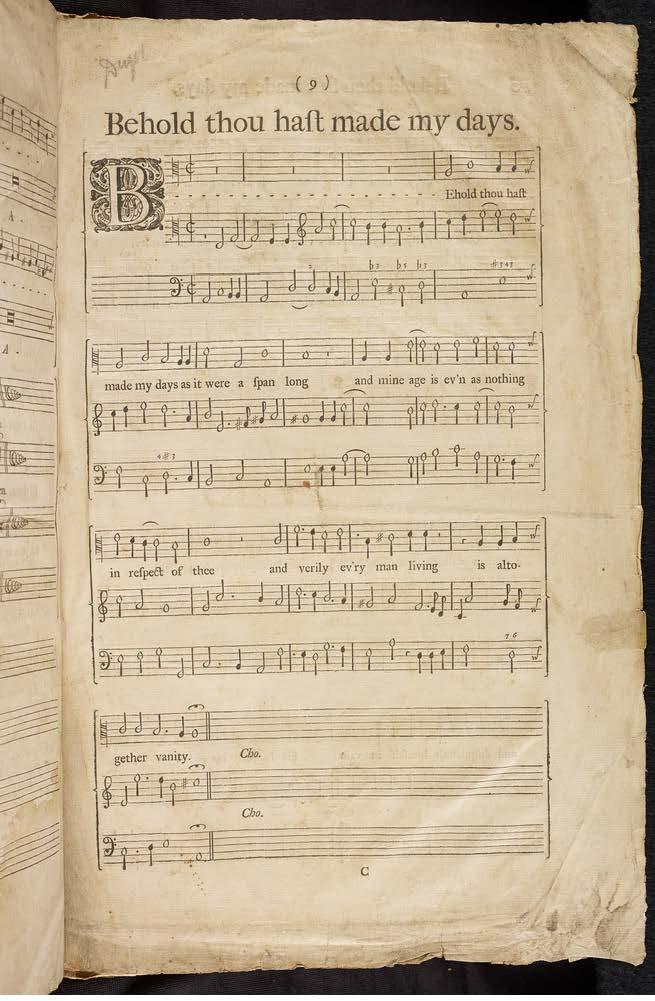 ( 9 )
Behold thou haſt made my days.
B
Ehold thou haſt
made my days as it were a ſpan long and mine age is ev'n as nothing
in reſpect of thee and verily ev'ry man living is alto-
gether vanity. Cho.
Cho.
C